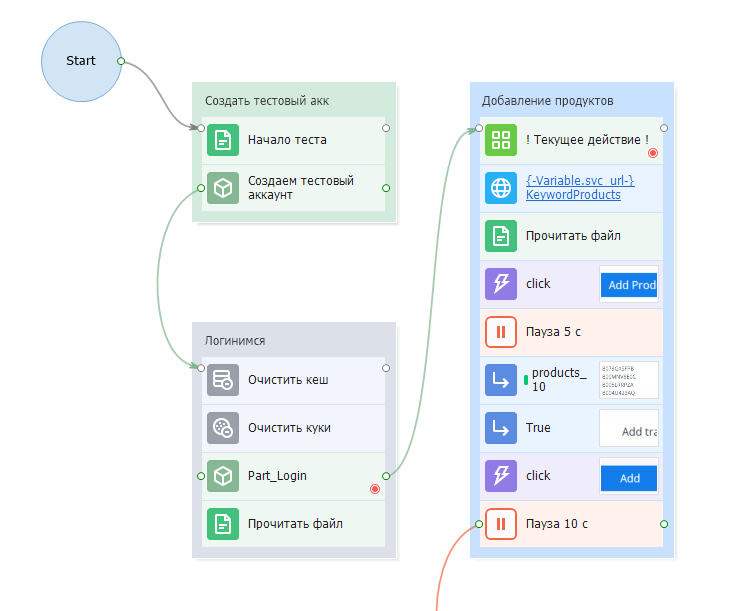 Start
Создать тестовый акк
Начало теста
Создаем тестовый
аккаунт
Логинимся
Очистить кеш
Очистить куки
Part_Login
Прочитать файл
Добавление продуктов
! Текущее действие !
{-Variable.svc_url-}
KeywordProducts
Прочитать файл
click
Add Prod
Пауза 5 с
products_
10
True
Add tra
click
Add
Пауза 10 с